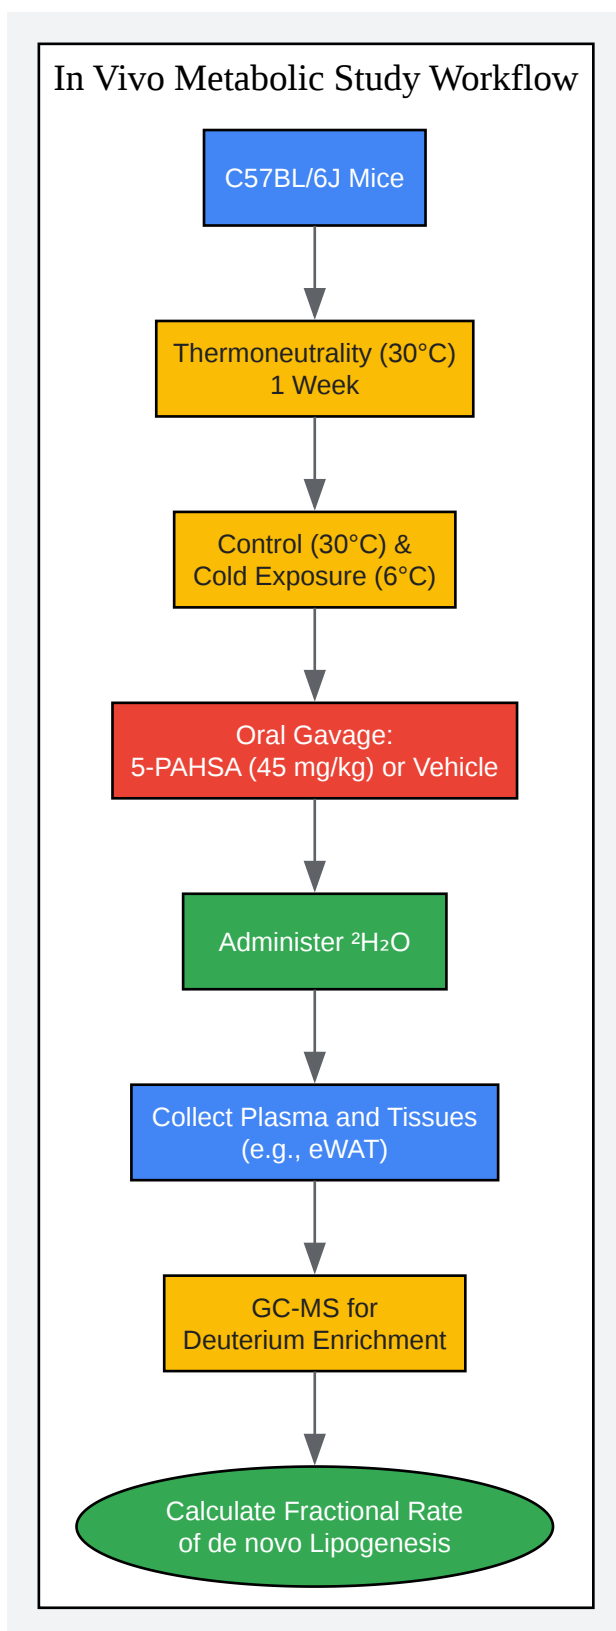 In Vivo Metabolic Study Workflow
C57BL/6J Mice
Thermoneutrality (30°C)
1 Week
Control (30°C) &
Cold Exposure (6°C)
Oral Gavage:
5-PAHSA (45 mg/kg) or Vehicle
Administer ²H₂O
Collect Plasma and Tissues
(e.g., eWAT)
GC-MS for
Deuterium Enrichment
Calculate Fractional Rate
of de novo Lipogenesis